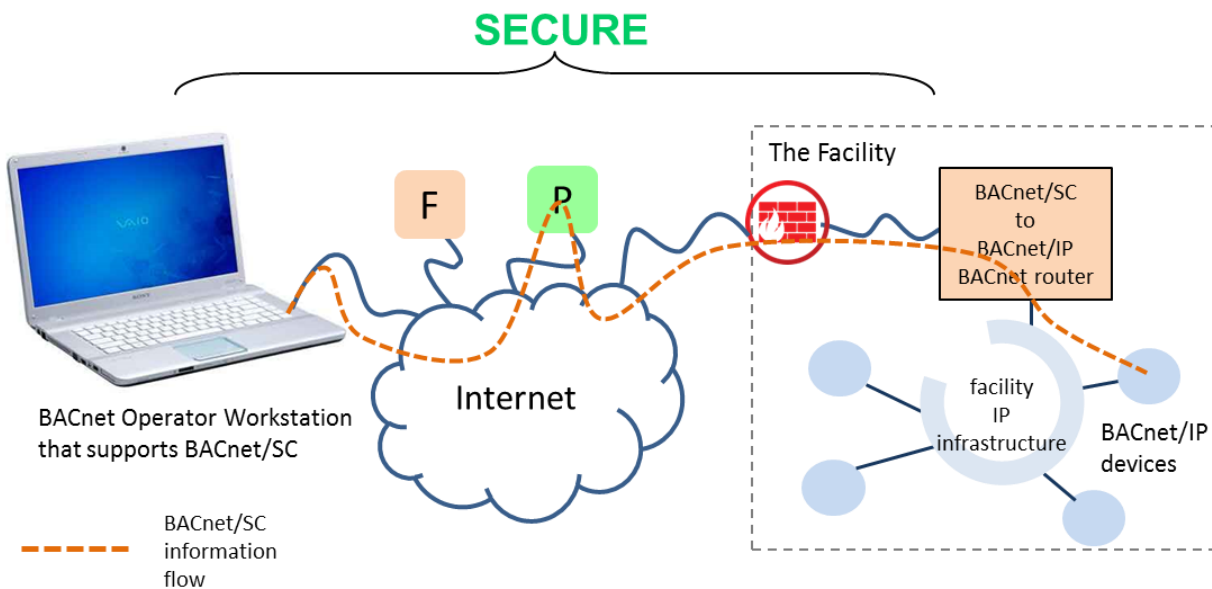 SECURE
The Facility
F
P
BACnet/SC
to
BACnet/IP
BACnet router
VAIO
SONY
Internet
facility
IP
infrastructure
BACnet Operator Workstation
that supports BACnet/SC
BACnet/IP
devices
BACnet/SC
information
flow